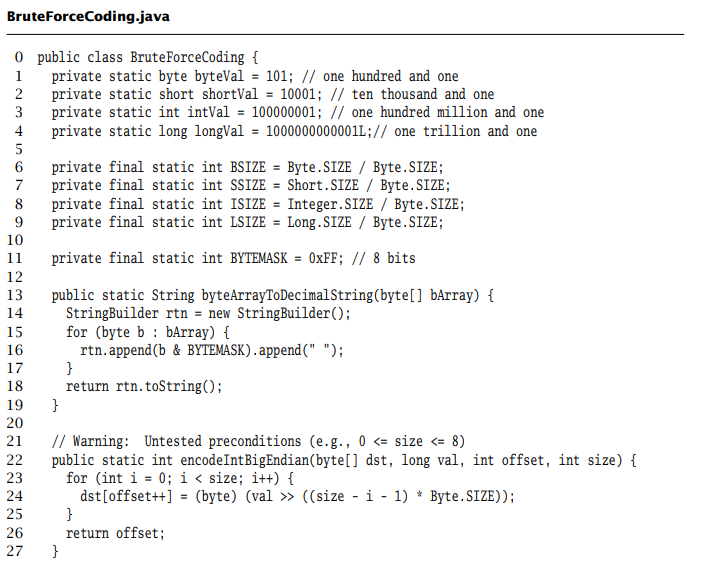 BruteForceCoding.java
0 public class BruteForceCoding {
1 private static byte byteVal = 101; // one hundred and one
2 private static short shortVal = 10001; // ten thousand and one
3 private static int intVal = 100000001; // one hundred million and one
4 private static long longVal = 1000000000001L;// one trillion and one
5
6 private final static int BSIZE = Byte.SIZE / Byte.SIZE;
7 private final static int SSIZE = Short.SIZE / Byte.SIZE;
8 private final static int ISIZE = Integer.SIZE / Byte.SIZE;
9 private final static int LSIZE = Long.SIZE / Byte.SIZE;
10
11 private final static int BYTEMASK = 0xFF; // 8 bits
12
13 public static String byteArrayToDecimalString(byte[] bArray) {
14 StringBuilder rtn = new StringBuilder();
15 for (byte b : bArray) {
16 rtn.append(b & BYTEMASK).append(" ");
17 }
18 return rtn.toString();
19 }
20
21 // Warning: Untested preconditions (e.g., 0 <= size <= 8)
22 public static int encodeIntBigEndian(byte[] dst, long val, int offset, int size) {
23 for (int i = 0; i < size; i++) {
24 dst[offset++] = (byte) (val >> ((size - i - 1) * Byte.SIZE));
25 }
26 return offset;
27 }